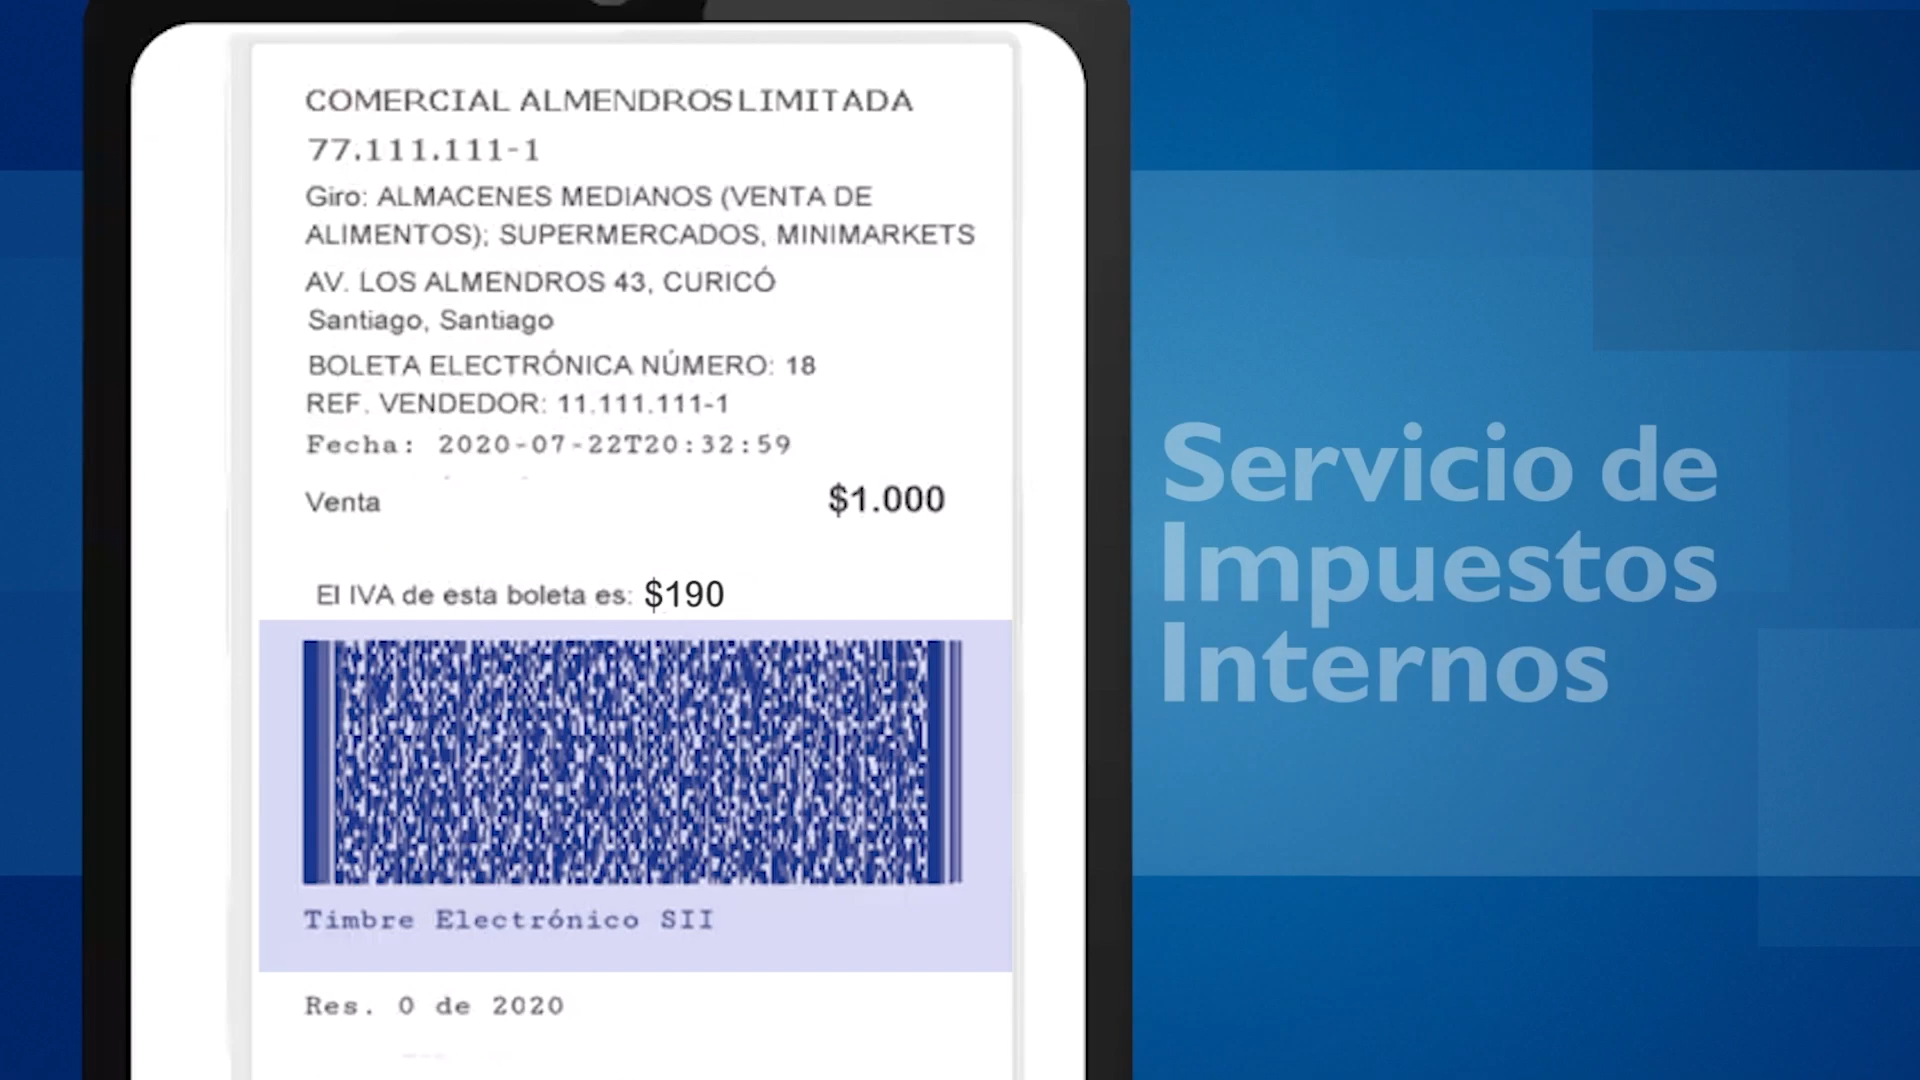 COMERCIAL ALMENDROS LIMITADA
77.111.111-1
Giro: ALMACENES MEDIANOS (VENTA DE
ALIMENTOS); SUPERMERCADOS, MINIMARKETS
AV. LOS ALMENDROS 43, CURICÓ
Santiago, Santiago
BOLETA ELECTRÓNICA NÚMERO: 18
REF. VENDEDOR: 11.111.111-1
Fecha: 2020-07-22T20:32:59
Venta $1.000
El IVA de esta boleta es: $190
Timbre Electrónico SII
Res. 0 de 2020
Servicio de
Impuestos
Internos